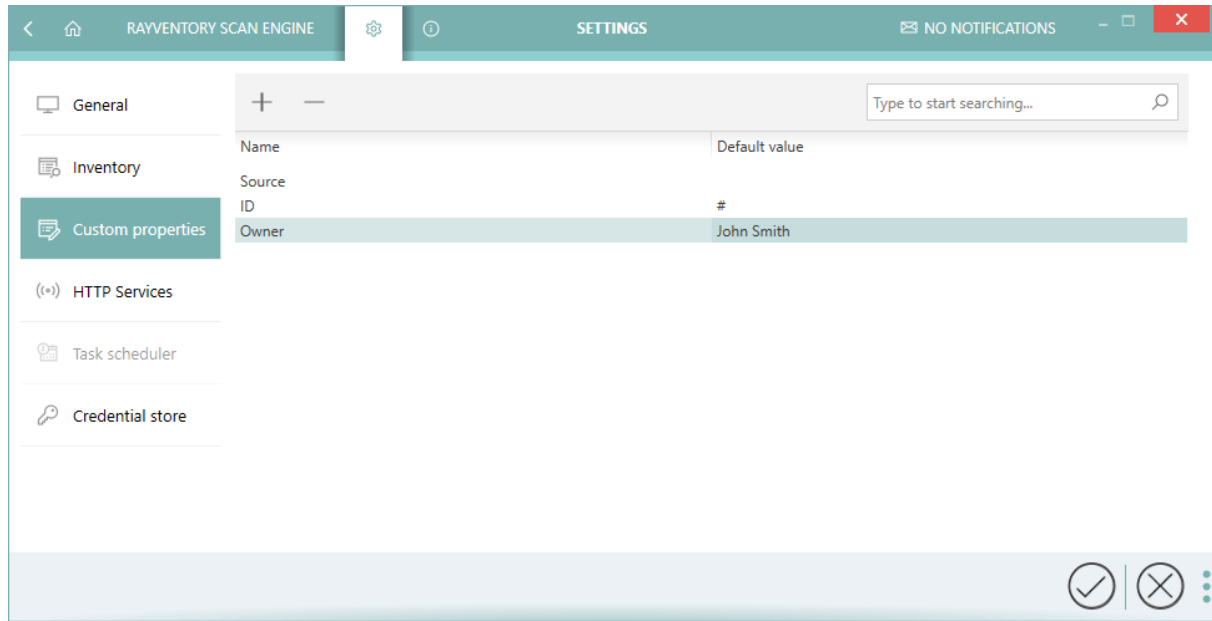 RAYVENTORY SCAN ENGINE SETTINGS NO NOTIFICATIONS
General
Type to start searching...
Name Default value
Inventory
Source
ID #
Custom properties
Owner John Smith
HTTP Services
Task scheduler
Credential store